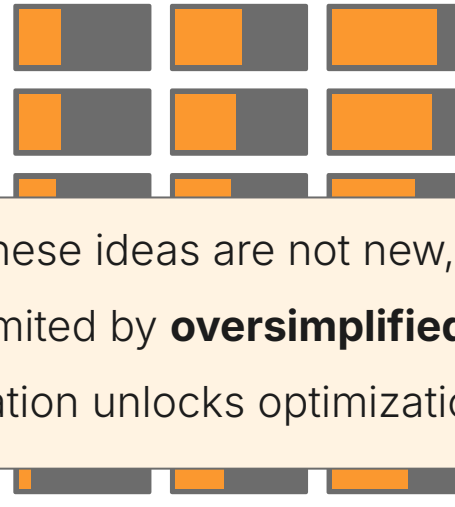 hese ideas are not new,
mited by oversimplified
ation unlocks optimizatio